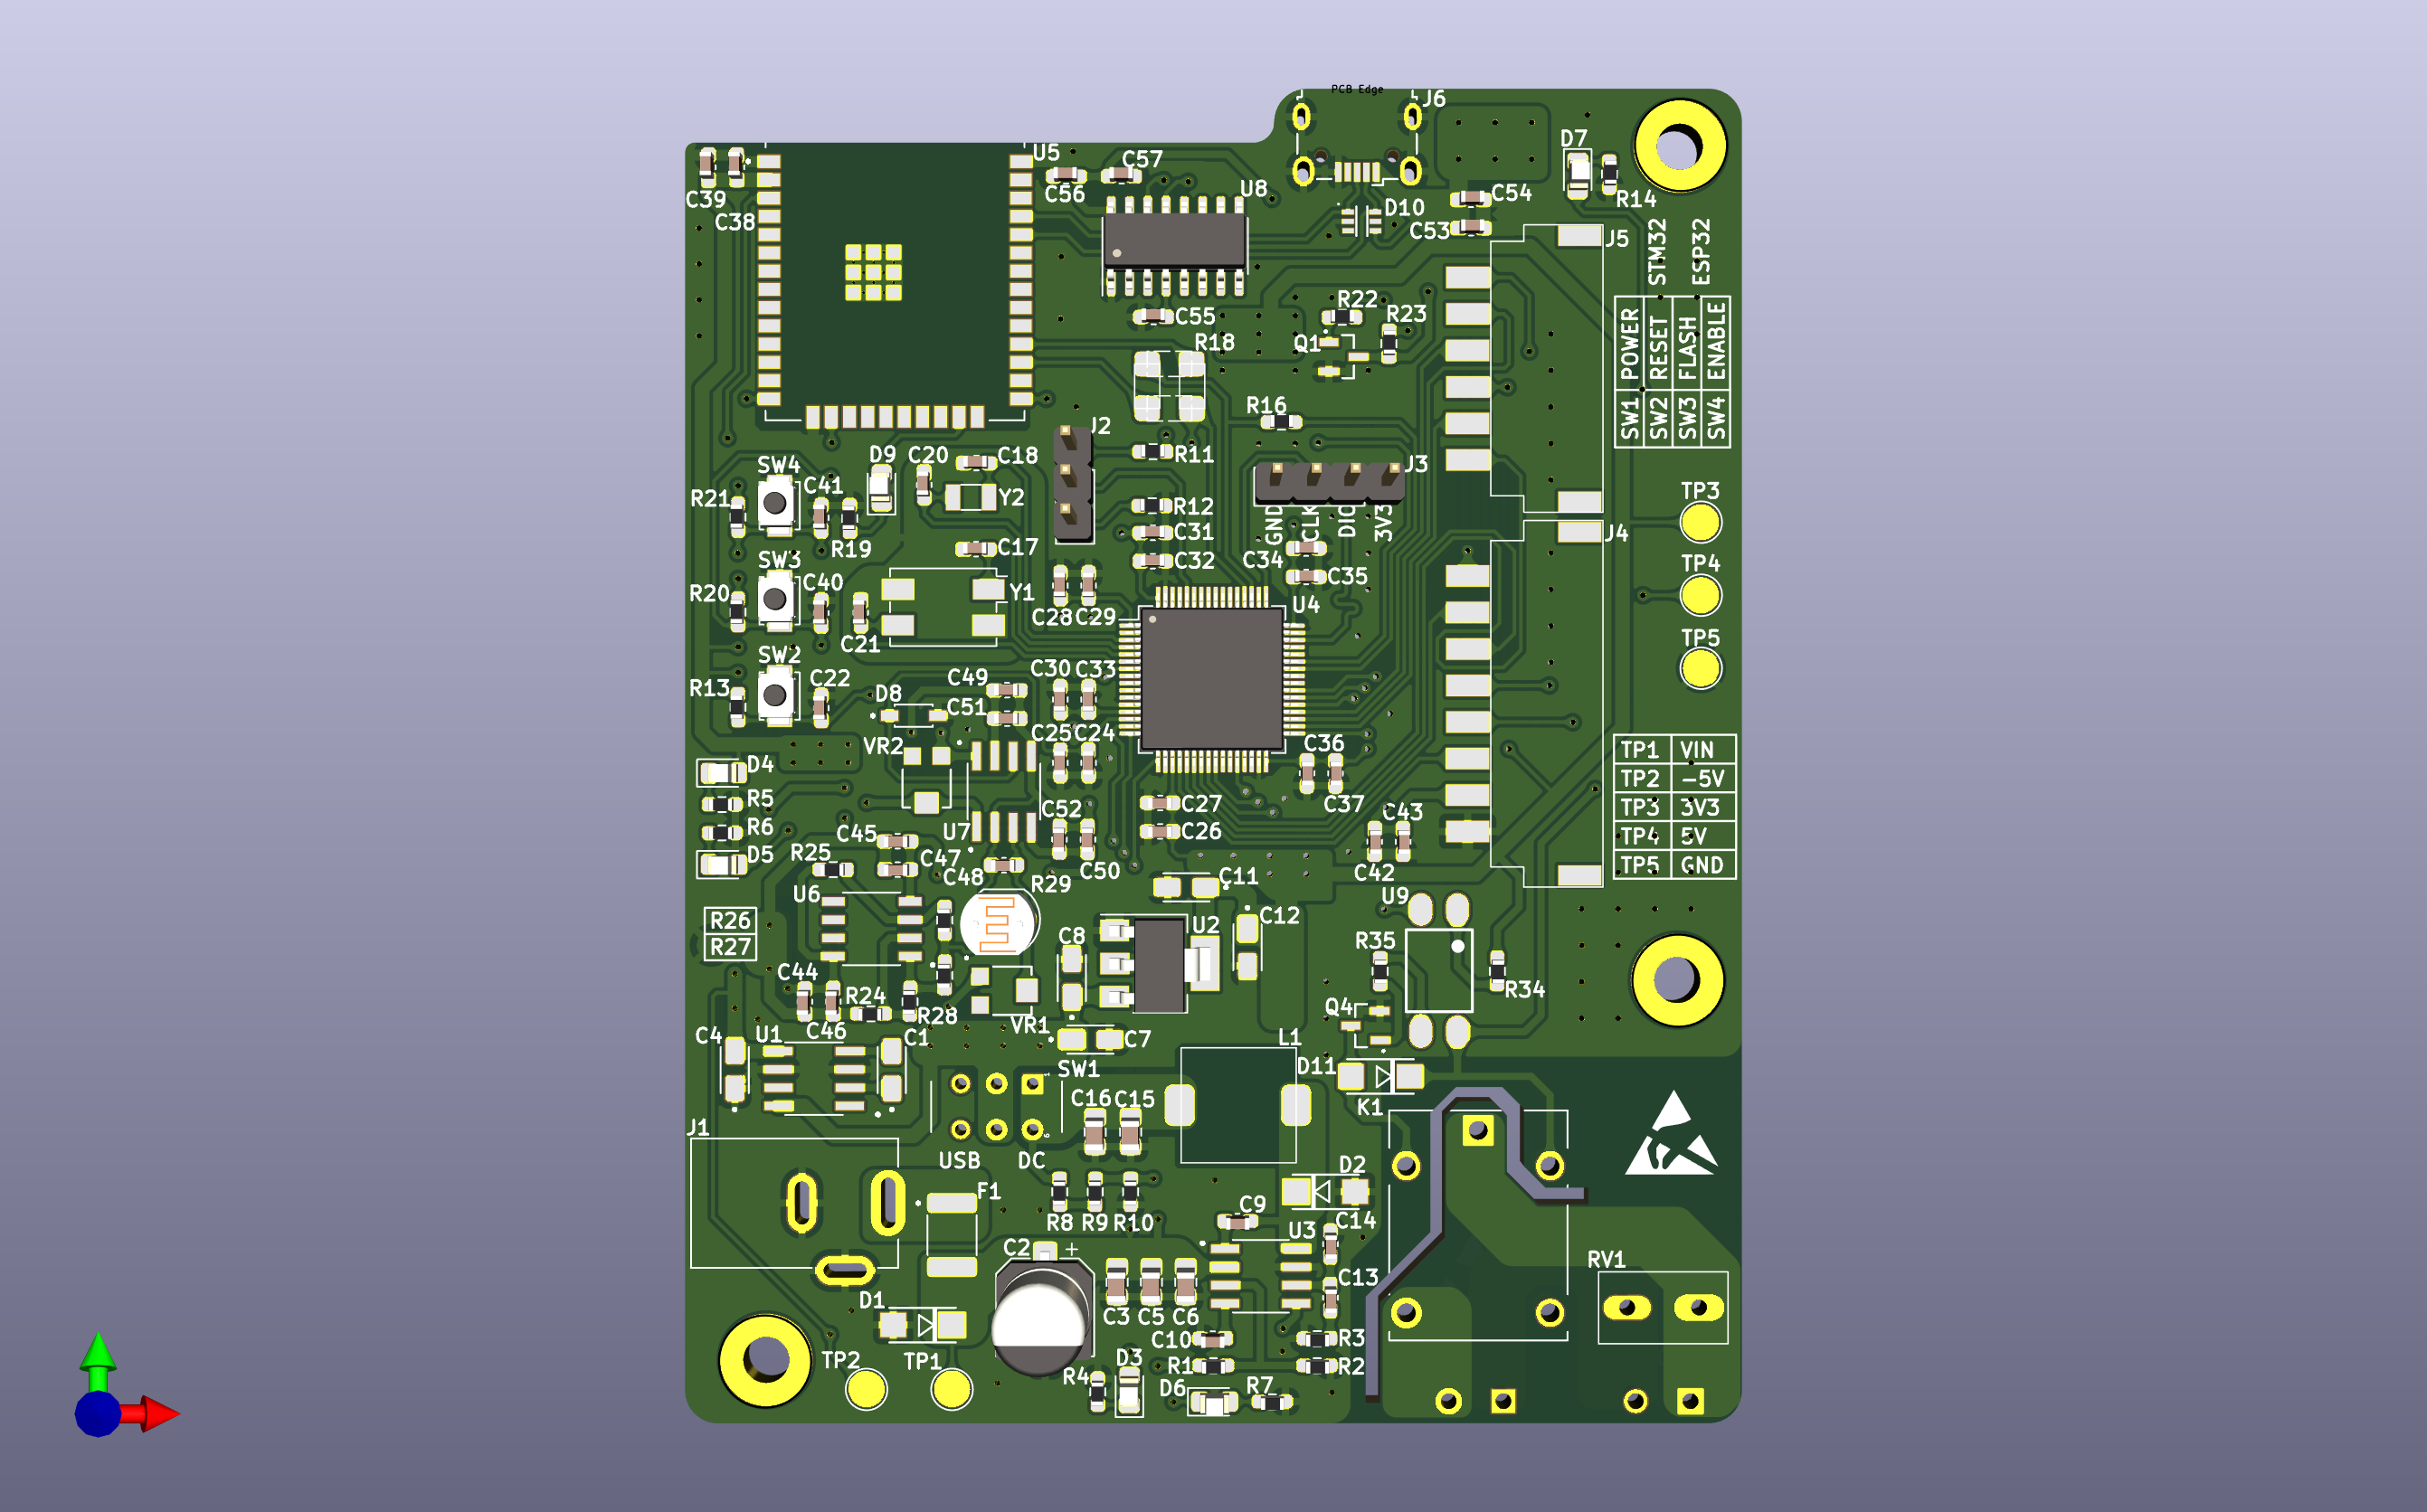 PCB Edge
J6
D7
U5
C57
C39
C56
U8
C54
R14
C38
D10
C53
J5
STM32
ESP32
R22
C55
R23
R18
Q1
POWER
RESET
FLASH
ENABLE
SW1
SW2
SW3
SW4
R16
J2
D9
C20
C18
R11
J3
SW4
C41
R21
Y2
TP3
R12
GND
CLK
DIO
3V3
C31
J4
R19
C17
SW3
C32
C34
TP4
C40
R20
Y1
C35
C28
C29
U4
C21
TP5
SW2
C30
C33
C49
R13
C22
D8
C51
C25
C24
VR2
C36
TP1 VIN
TP2 -5V
TP3 3V3
TP4 5V
TP5 GND
D4
R5
C27
C37
C52
R6
C45
U7
C26
C43
D5
R25
C47
C48
C50
C42
R29
C11
U6
U9
R26
R27
C12
C8
U2
R35
C44
R24
R34
C46
R28
VR1
Q4
C4
U1
C1
C7
L1
SW1
D11
1
C16
C15
K1
J1
6
USB
DC
D2
F1
C9
R8
R9
R10
C14
U3
C2
+
RV1
C13
D1
C3
C5
C6
C10
R3
TP2
TP1
D3
R1
R2
R4
D6
R7